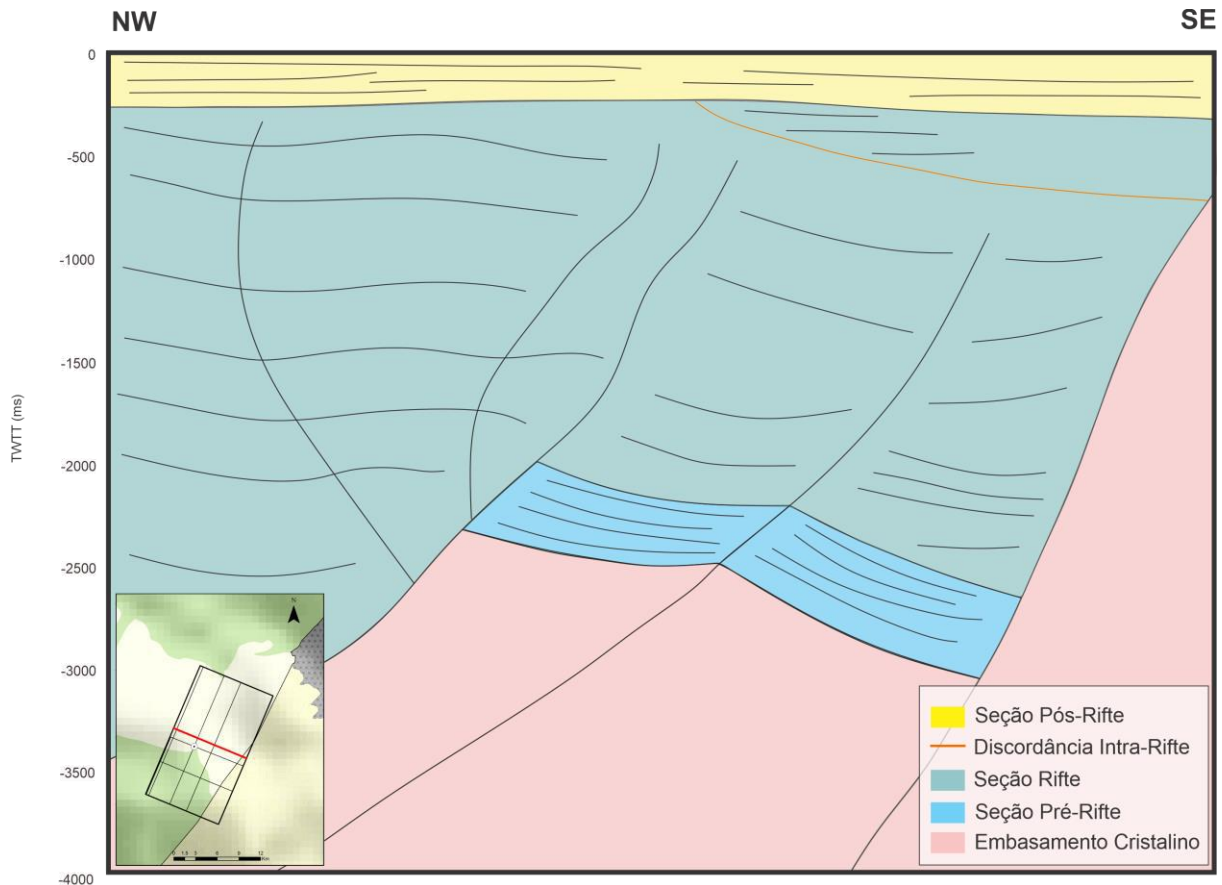 NW
SE
0
-500
-1000
-1500
-2000
-2500
-3000
-3500
-4000
TWTT (ms)
N
0 1.5 3 6 9 12
Km
Seção Pós-Rifte
Discordância Intra-Rifte
Seção Rifte
Seção Pré-Rifte
Embasamento Cristalino